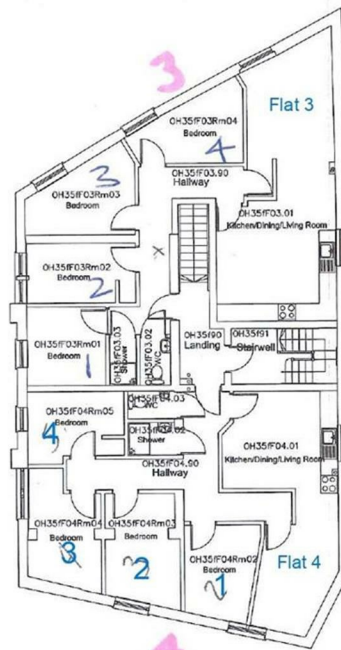 3
Flat 3
OH35fF03Rm04
Bedroom
4
OH35fF03.90
Hallway
3
OH35fF03Rm03
Bedroom
OH35fF03.01
Kitchen/Dining/Living Room
OH35fF03Rm02
Bedroom
2
x
OH35fF03Rm01
Bedroom
1
OH35fF03.03
Shower
OH35fF03.02
WC
OH35f90
Landing
OH35f91
Stairwell
OH35fF04.03
WC
OH35fF04Rm05
Bedroom
4
Shower
OH35fF04.01
Kitchen/Dining/Living Room
OH35fF04.90
Hallway
OH35fF04Rm04
Bedroom
3
OH35fF04Rm03
Bedroom
2
OH35fF04Rm02
Bedroom
1
Flat 4